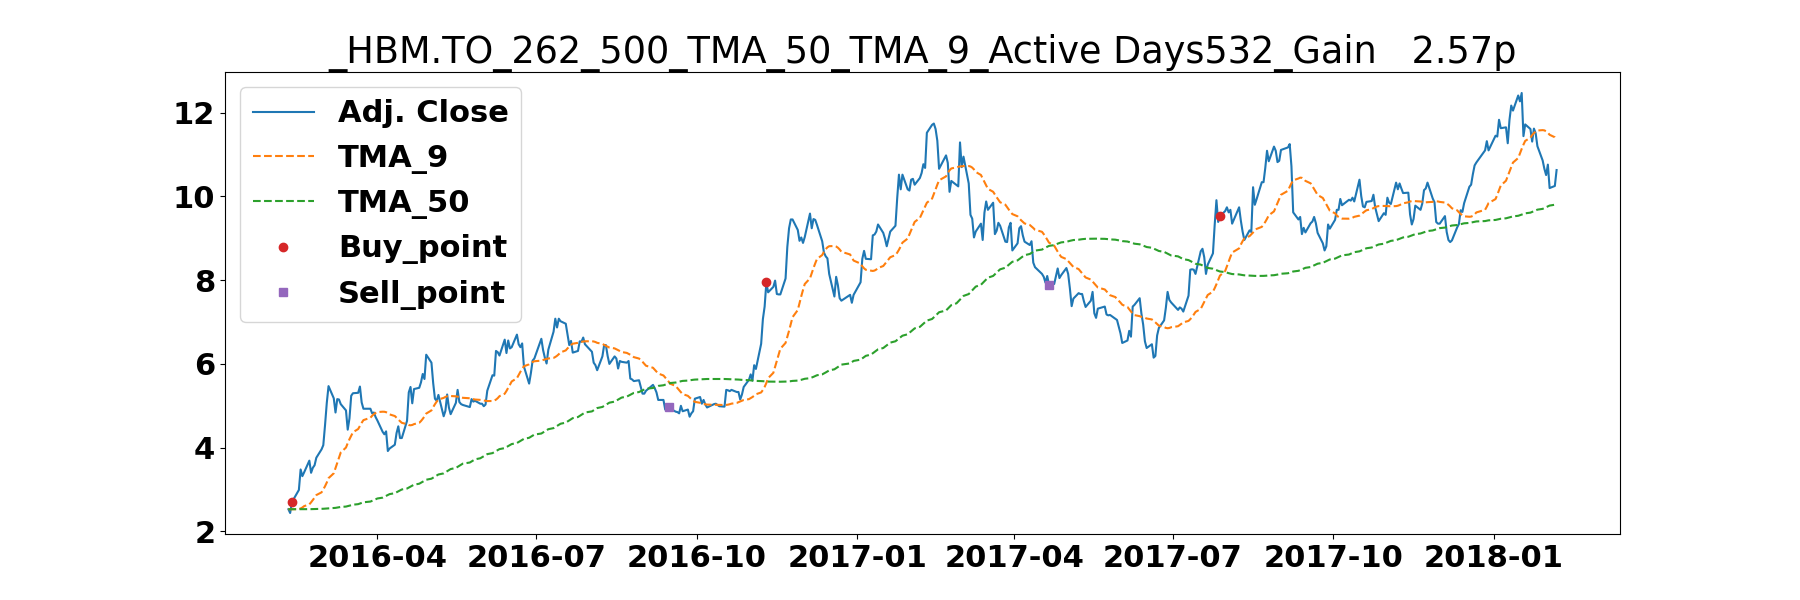 _HBM.TO_262_500_TMA_50_TMA_9_Active Days532_Gain   2.57p
Adj. Close
TMA_9
TMA_50
Buy_point
Sell_point
12
10
8
6
4
2
2016-04 2016-07 2016-10 2017-01 2017-04 2017-07 2017-10 2018-01